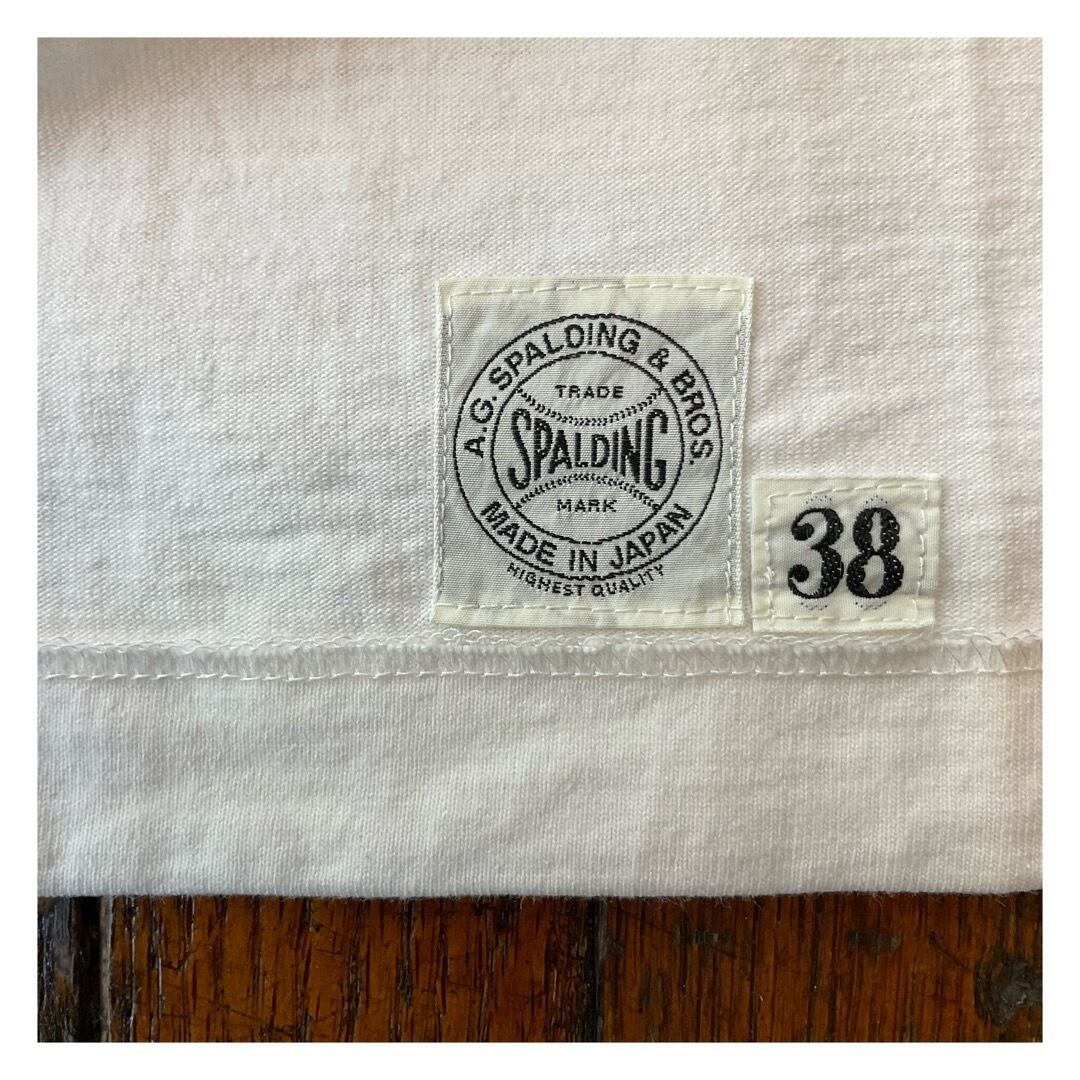 A.G. SPALDING & BROS.
TRADE
SPALDING
MARK
MADE IN JAPAN
HIGHEST QUALITY
38